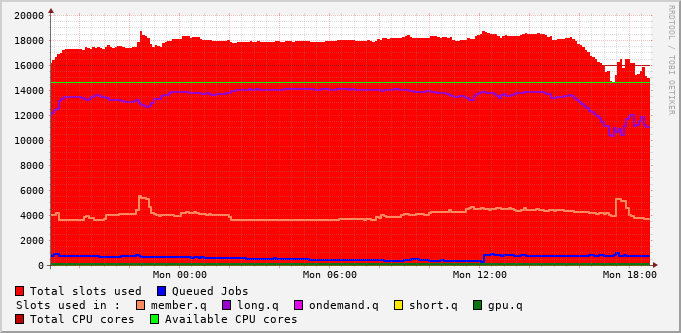 20000
18000
16000
14000
12000
10000
8000
6000
4000
2000
0
Mon 00:00 Mon 06:00 Mon 12:00 Mon 18:00
RRDTOOL / TOBI OETIKER
Total slots used Queued Jobs
Slots used in : member.q long.q ondemand.q short.q gpu.q
Total CPU cores Available CPU cores